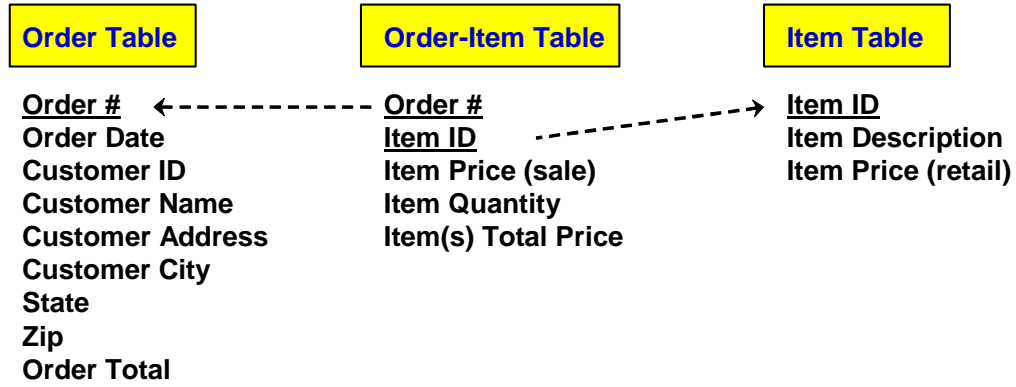 Order Table
Order #
Order Date
Customer ID
Customer Name
Customer Address
Customer City
State
Zip
Order Total
Order-Item Table
Order #
Item ID
Item Price (sale)
Item Quantity
Item(s) Total Price
Item Table
Item ID
Item Description
Item Price (retail)